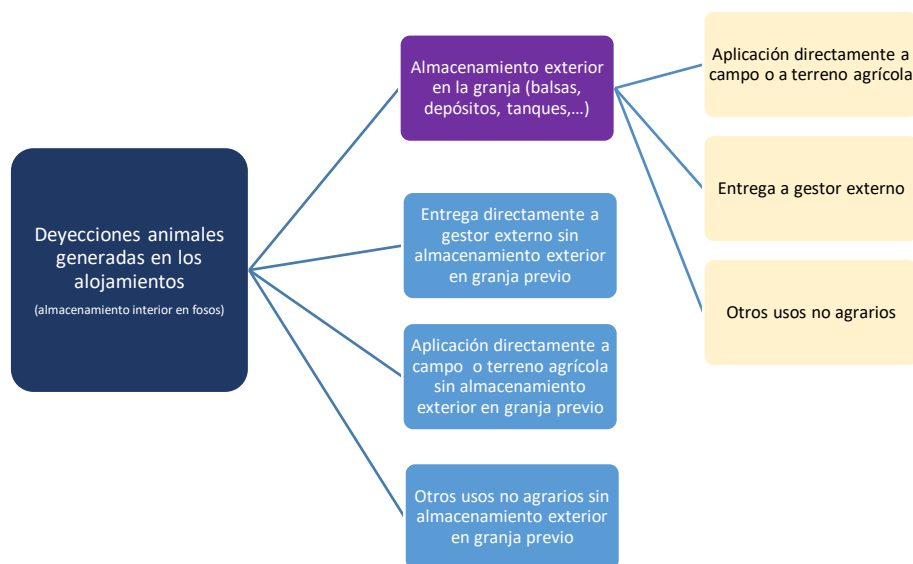 Deyecciones animales
generadas en los
alojamientos
(almacenamiento interior en fosos)
Almacenamiento exterior
en la granja (balsas,
depósitos, tanques,...)
Entrega directamente a
gestor externo sin
almacenamiento exterior
en granja previo
Aplicación directamente a
campo o terreno agrícola
sin almacenamiento
exterior en granja previo
Otros usos no agrarios sin
almacenamiento exterior
en granja previo
Aplicación directamente a
campo o a terreno agrícola
Entrega a gestor externo
Otros usos no agrarios